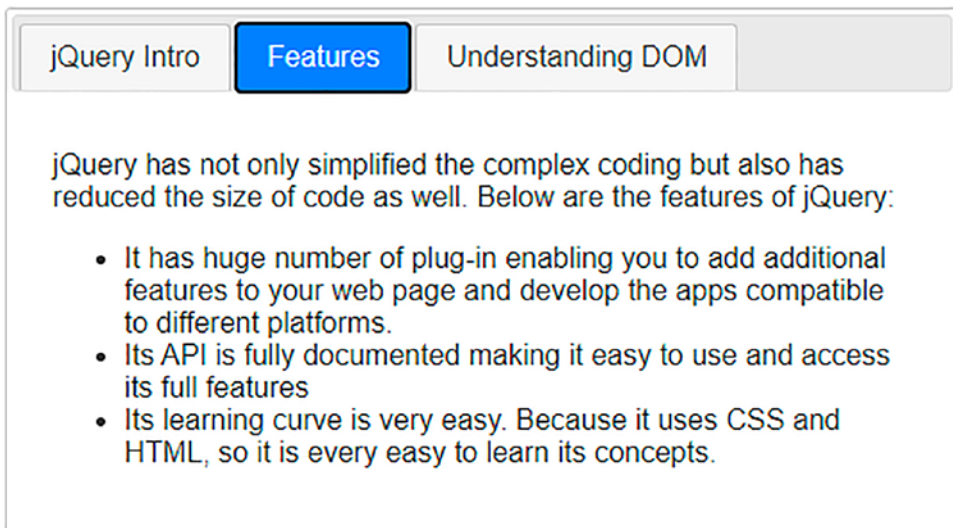 jQuery Intro Features Understanding DOM
jQuery has not only simplified the complex coding but also has
reduced the size of code as well. Below are the features of jQuery:
• It has huge number of plug-in enabling you to add additional
features to your web page and develop the apps compatible
to different platforms.
• Its API is fully documented making it easy to use and access
its full features
• Its learning curve is very easy. Because it uses CSS and
HTML, so it is every easy to learn its concepts.